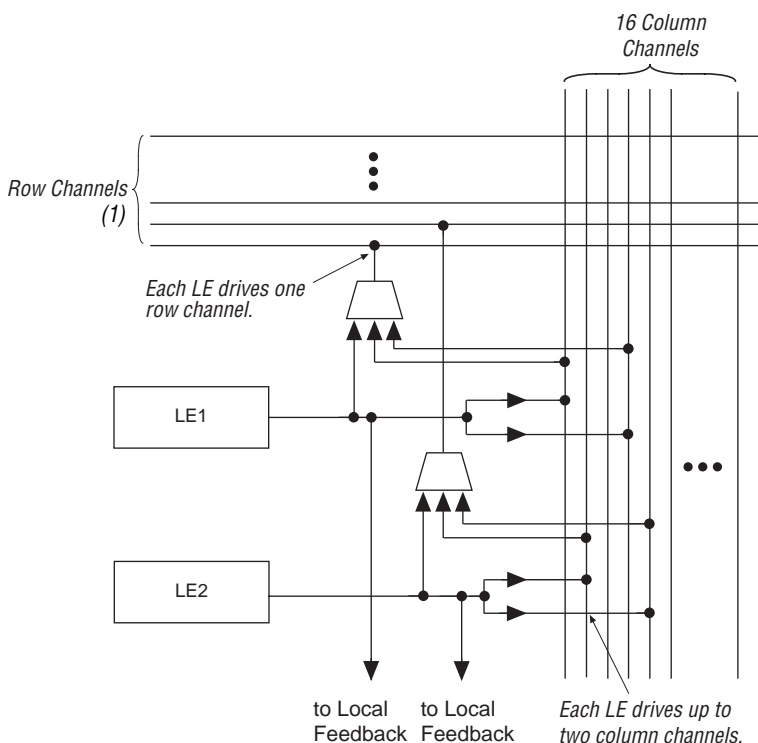 16 Column
Channels
Row Channels
(1)
Each LE drives one
row channel.
LE1
LE2
to Local
Feedback
to Local
Feedback
Each LE drives up to
two column channels.